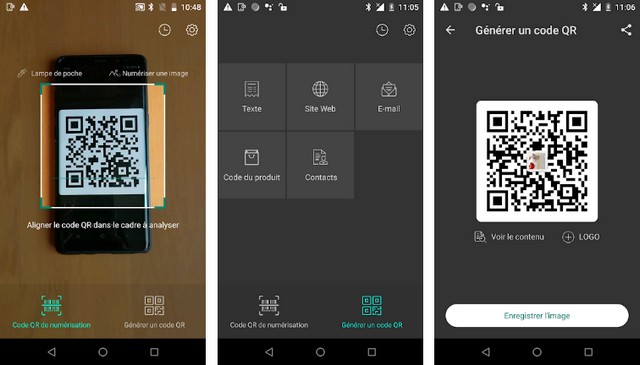 10:48
Lampe de poche
Numériser une image
Aligner le code QR dans le cadre à analyser
Code QR de numérisation
Générer un code QR
11:05
Texte
Site Web
E-mail
Code du produit
Contacts
Code QR de numérisation
Générer un code QR
11:06
Générer un code QR
Voir le contenu
LOGO
Enregistrer l'image